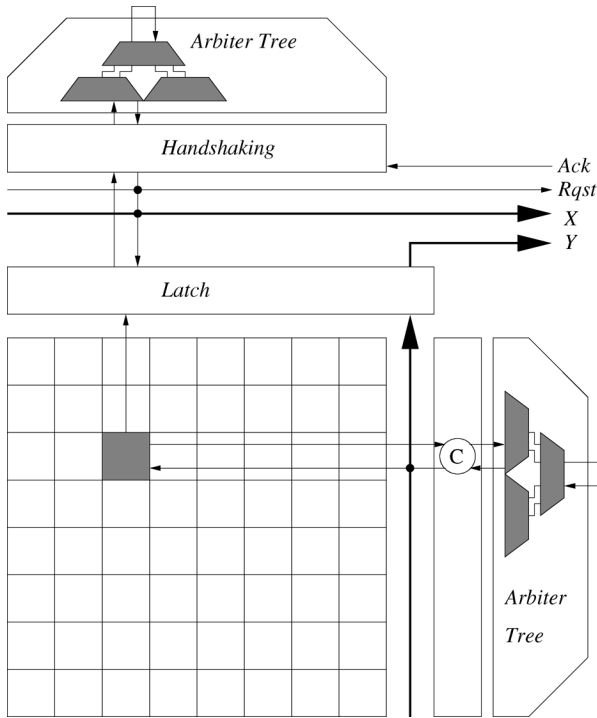 Arbiter Tree
Handshaking
Ack
Rqst
X
Y
Latch
C
Arbiter
Tree